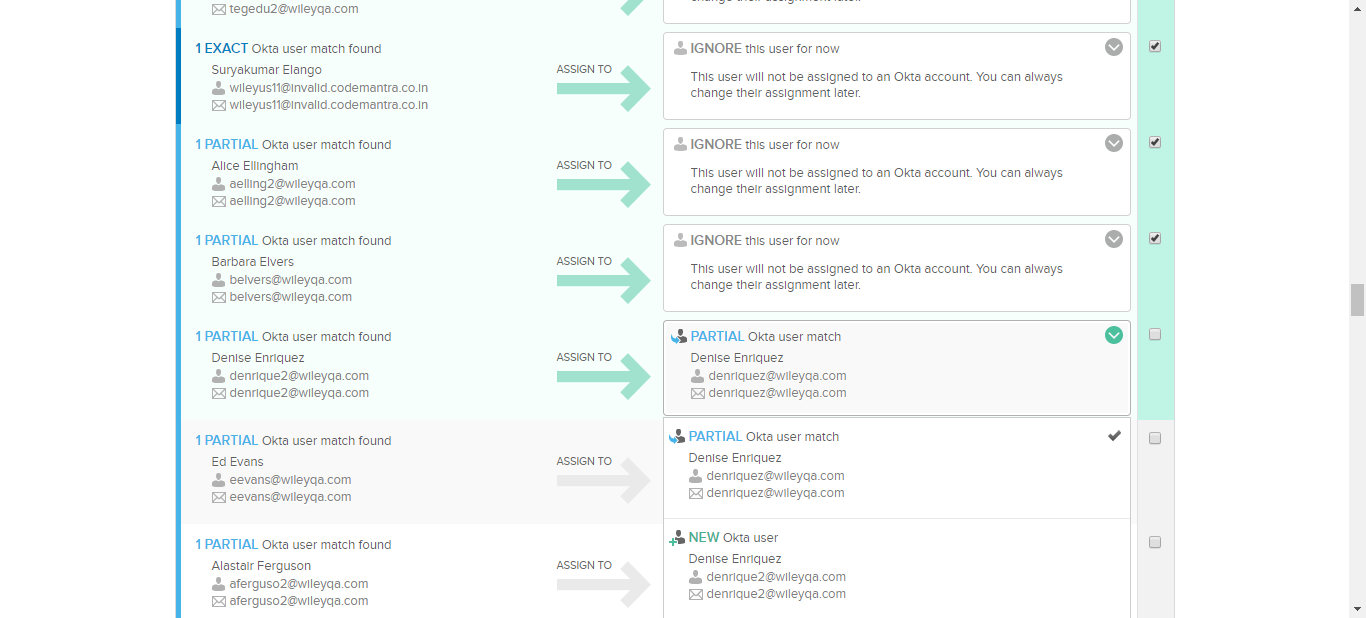 tegedu2@wileyqa.com
change their assignment later.
1 EXACT Okta user match found
Suryakumar Elango
wileyus11@invalid.codemantra.co.in
wileyus11@invalid.codemantra.co.in
ASSIGN TO
IGNORE this user for now
This user will not be assigned to an Okta account. You can always
change their assignment later.
1 PARTIAL Okta user match found
Alice Ellingham
aelling2@wileyqa.com
aelling2@wileyqa.com
ASSIGN TO
IGNORE this user for now
This user will not be assigned to an Okta account. You can always
change their assignment later.
1 PARTIAL Okta user match found
Barbara Elvers
belvers@wileyqa.com
belvers@wileyqa.com
ASSIGN TO
IGNORE this user for now
This user will not be assigned to an Okta account. You can always
change their assignment later.
1 PARTIAL Okta user match found
Denise Enriquez
denrique2@wileyqa.com
denrique2@wileyqa.com
ASSIGN TO
PARTIAL Okta user match
Denise Enriquez
denriquez@wileyqa.com
denriquez@wileyqa.com
1 PARTIAL Okta user match found
Ed Evans
eevans@wileyqa.com
eevans@wileyqa.com
ASSIGN TO
PARTIAL Okta user match
Denise Enriquez
denriquez@wileyqa.com
denriquez@wileyqa.com
1 PARTIAL Okta user match found
Alastair Ferguson
aferguso2@wileyqa.com
aferguso2@wileyqa.com
ASSIGN TO
NEW Okta user
Denise Enriquez
denrique2@wileyqa.com
denrique2@wileyqa.com